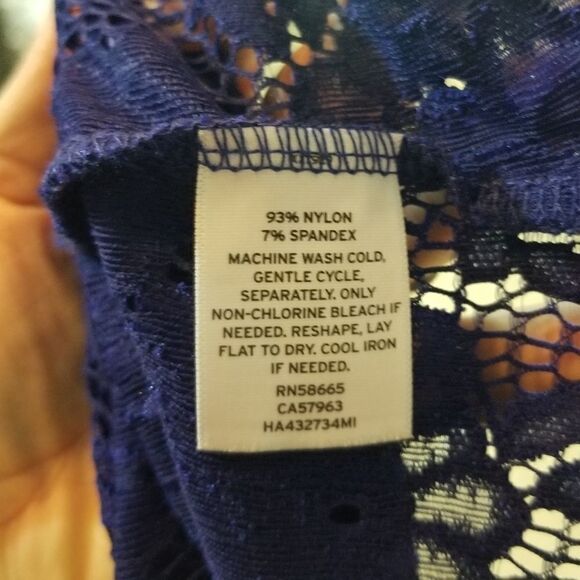 93% NYLON
7% SPANDEX
MACHINE WASH COLD,
GENTLE CYCLE,
SEPARATELY. ONLY
NON-CHLORINE BLEACH IF
NEEDED. RESHAPE, LAY
FLAT TO DRY. COOL IRON
IF NEEDED.
RN58665
CA57963
HA432734MI